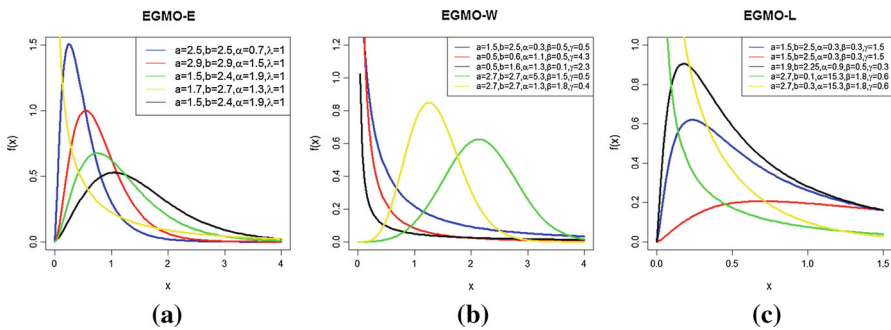 EGMO-E
a=2.5,b=2.5,α=0.7,λ=1
a=2.9,b=2.9,α=1.5,λ=1
a=1.5,b=2.4,α=1.9,λ=1
a=1.7,b=2.7,α=1.3,λ=1
a=1.5,b=2.4,α=1.9,λ=1
f(x)
0.0 0.5 1.0 1.5
0 1 2 3 4
x
(a)
EGMO-W
a=1.5,b=2.5,α=0.3,β=0.5,γ=0.5
a=0.5,b=0.6,α=1.1,β=0.5,γ=4.3
a=0.5,b=1.6,α=1.3,β=0.1,γ=2.3
a=2.7,b=2.7,α=5.3,β=1.5,γ=0.5
a=2.7,b=2.7,α=1.3,β=1.8,γ=0.4
f(x)
0.0 0.2 0.4 0.6 0.8 1.0 1.2
0 1 2 3 4
x
(b)
EGMO-L
a=1.5,b=2.5,α=0.3,β=0.3,γ=1.5
a=1.5,b=2.5,α=0.3,β=0.3,γ=1.5
a=1.9,b=2.25,α=0.9,β=0.5,γ=0.3
a=2.7,b=0.1,α=15.3,β=1.8,γ=0.6
a=2.7,b=0.3,α=15.3,β=1.8,γ=0.6
f(x)
0.0 0.2 0.4 0.6 0.8 1.0
0.0 0.5 1.0 1.5
x
(c)